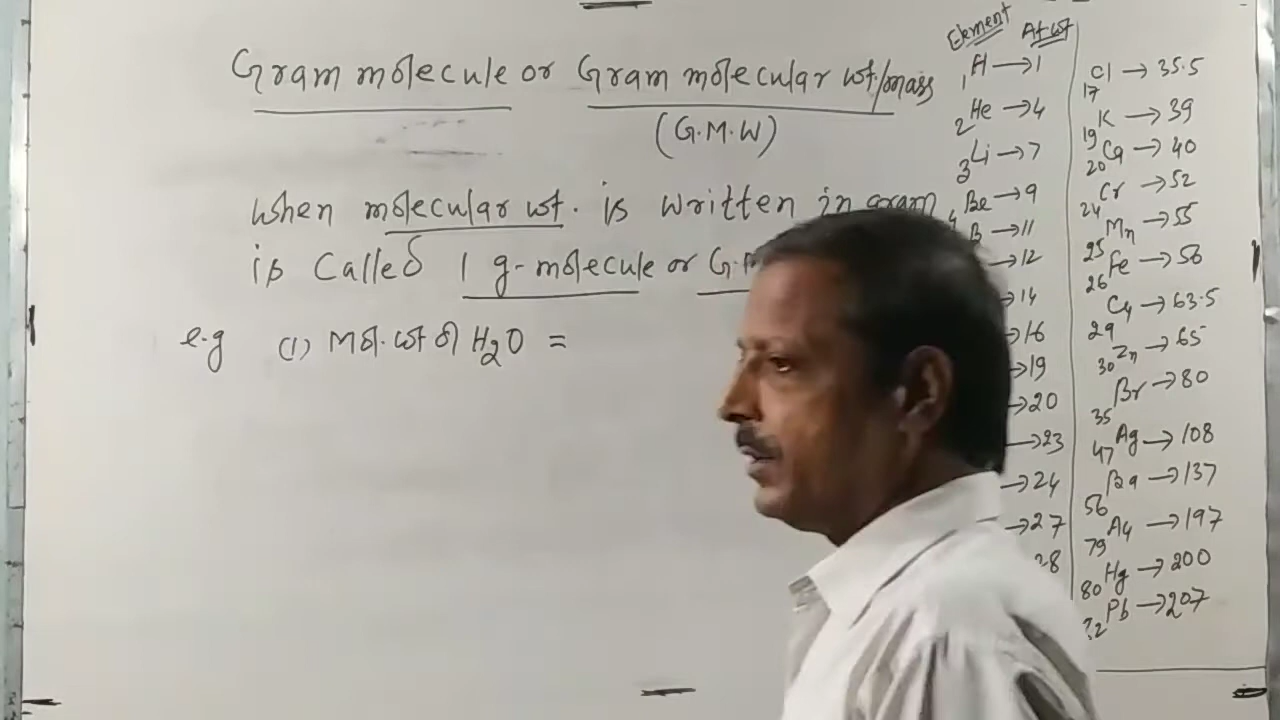 Gram molecule or Gram molecular wt/mass
(G.M.W)
when molecular wt. is written in gram
is called 1 g-molecule or G.M
e.g (1) Mol. wt of H₂O =
Element At wt
₁H → 1
₂He → 4
₃Li → 7
₄Be → 9
B → 11
→ 12
→ 14
→ 16
→ 19
→ 20
→ 23
→ 24
→ 27
28
₁₇Cl → 35.5
₁₉K → 39
₂₀Ca → 40
₂₄Cr → 52
₂₅Mn → 55
₂₆Fe → 56
₂₉Cu → 63.5
₃₀Zn → 65
₃₅Br → 80
₄₇Ag → 108
₅₆Ba → 137
₇₉Au → 197
₈₀Hg → 200
Pb → 207